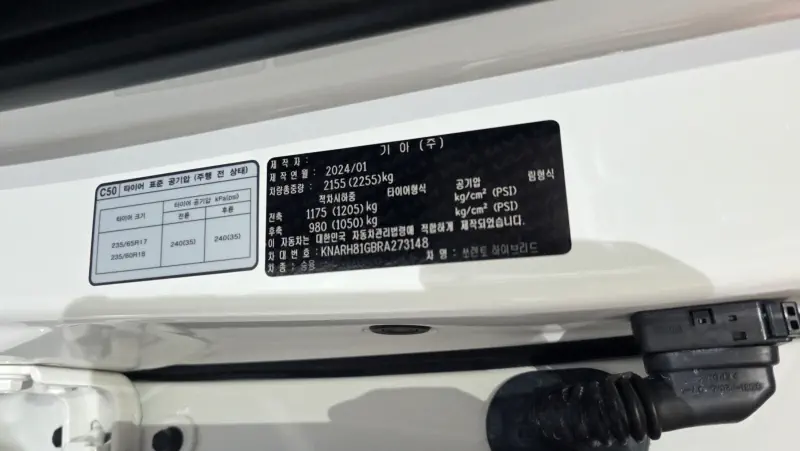 C50 타이어 표준 공기압 (주행 전 상태)
타이어 크기 타이어 공기압 kPa(psi)
전륜 후륜
235/65R17 240(35) 240(35)
235/60R18
제 작 자 : 기 아 (주)
제 작 연 월 : 2024/01
차량총중량 : 2155 (2255)kg
적차시하중 타이어형식 공기압 림형식
전축 1175 (1205)kg kg/cm² (PSI)
후축 980 (1050)kg kg/cm² (PSI)
이 자동차는 대한민국 자동차관리법령에 적합하게 제작되었습니다.
차 대 번 호 : KNARH81GBRA273148 차 명 : 쏘렌토 하이브리드
차 종 : 승용